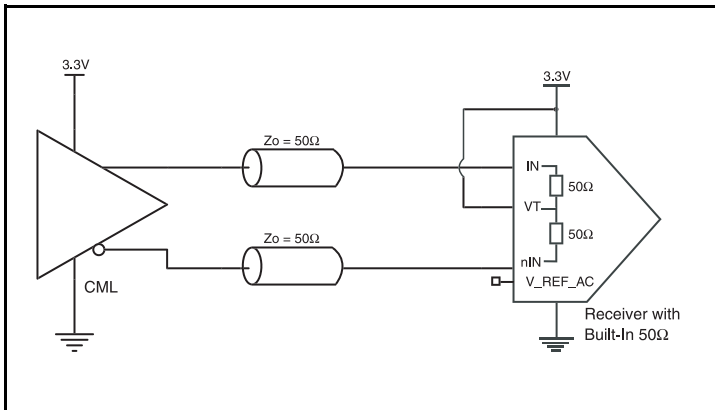 3.3V
3.3V
Zo = 50Ω
IN
50Ω
VT
50Ω
Zo = 50Ω
nIN
CML
V_REF_AC
Receiver with
Built-In 50Ω